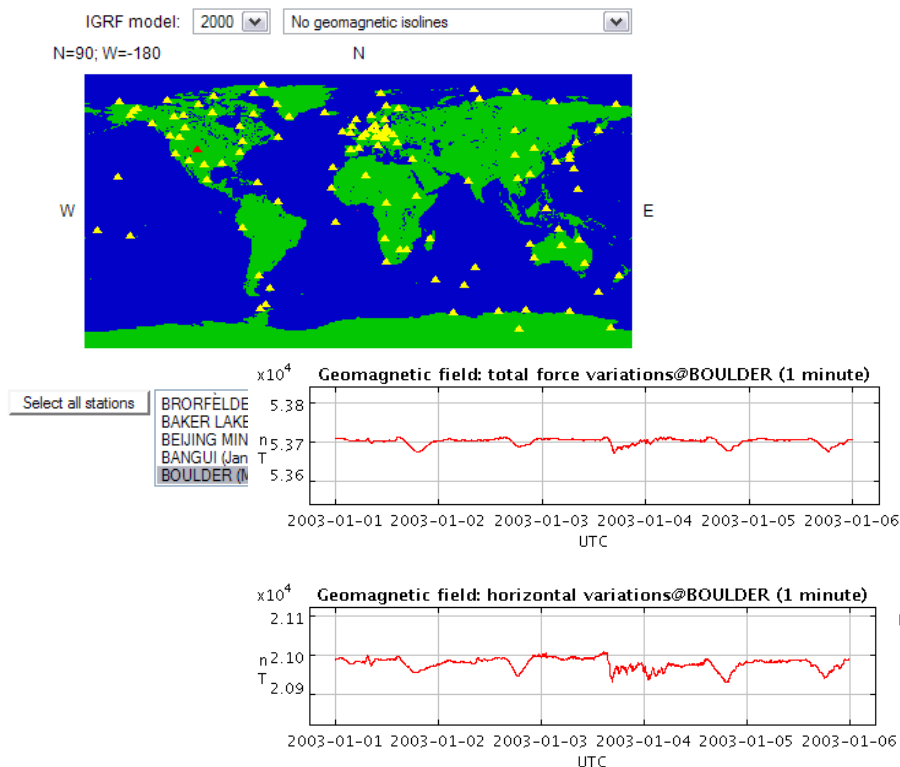 IGRF model: 2000 No geomagnetic isolines
N=90; W=-180 N
W E
Select all stations
BRORFELDE
BAKER LAKE
BEIJING MIN
BANGUI (Jan
BOULDER (M
x10⁴ Geomagnetic field: total force variations@BOULDER (1 minute)
5.38
5.37
5.36
n
T
2003-01-01 2003-01-02 2003-01-03 2003-01-04 2003-01-05 2003-01-06
UTC
x10⁴ Geomagnetic field: horizontal variations@BOULDER (1 minute)
2.11
2.10
2.09
n
T
2003-01-01 2003-01-02 2003-01-03 2003-01-04 2003-01-05 2003-01-06
UTC